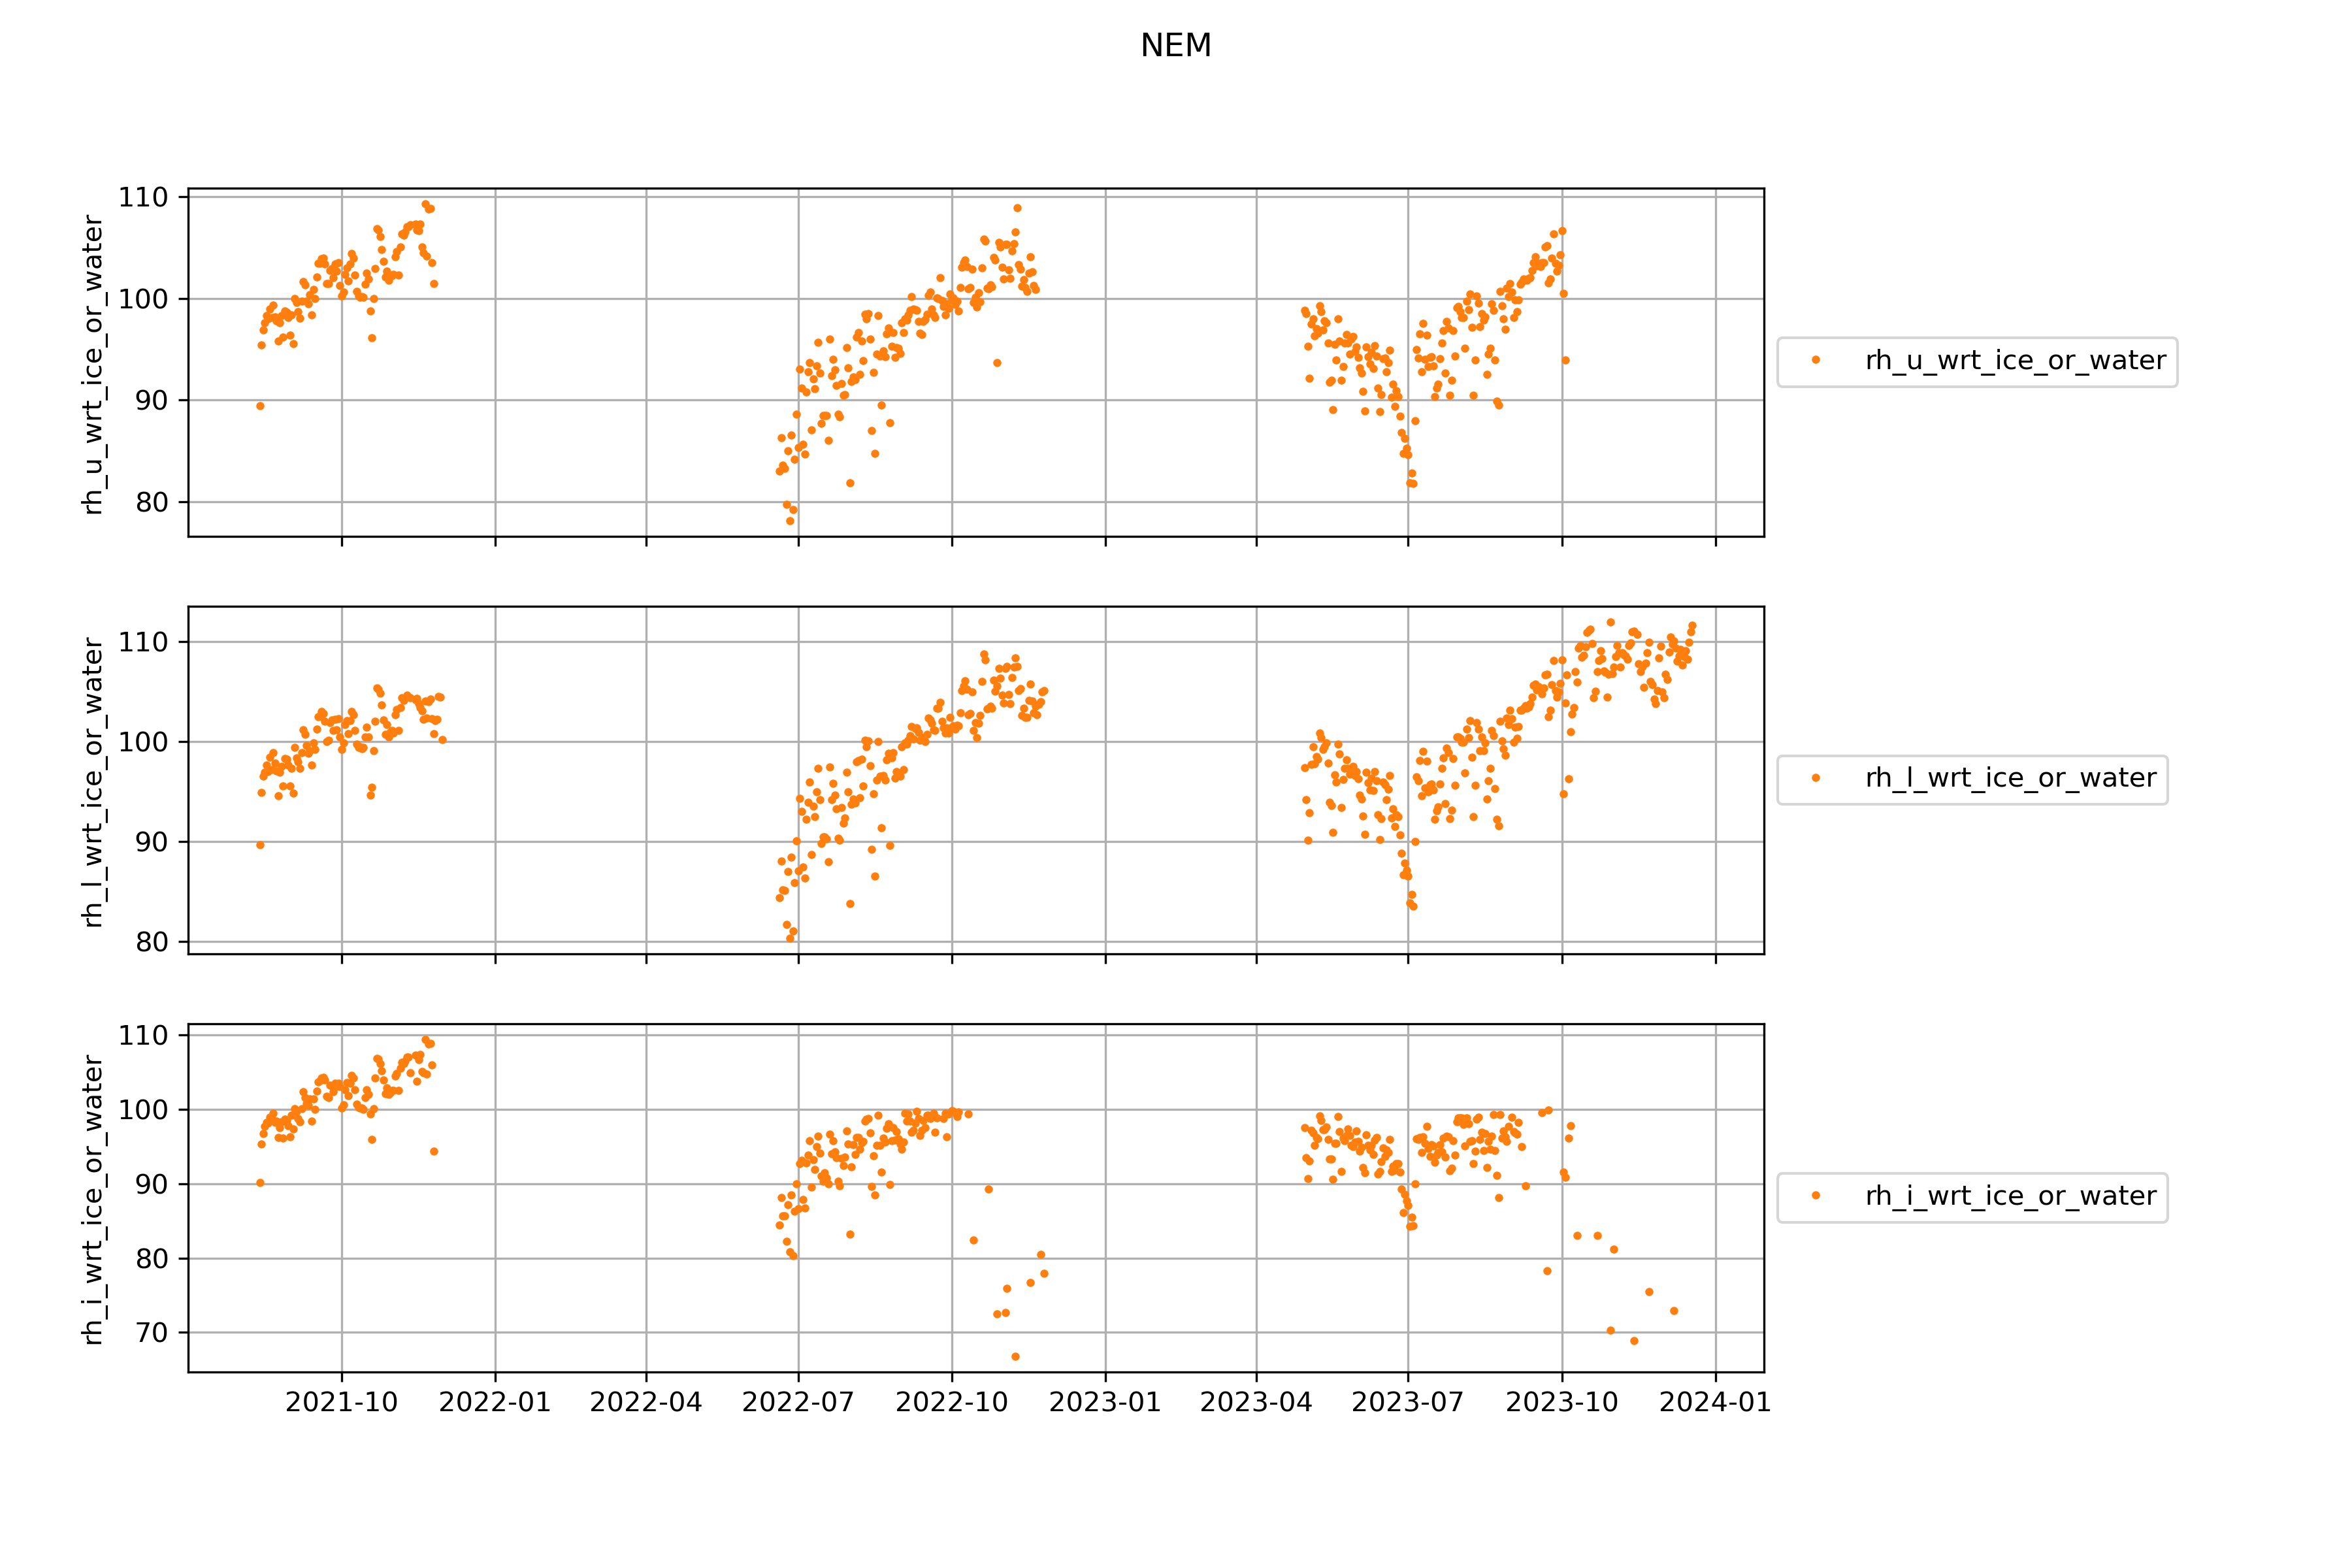 NEM
110
100
90
80
rh_u_wrt_ice_or_water
rh_u_wrt_ice_or_water
110
100
90
80
rh_l_wrt_ice_or_water
rh_l_wrt_ice_or_water
110
100
90
80
70
rh_i_wrt_ice_or_water
rh_i_wrt_ice_or_water
2021-10 2022-01 2022-04 2022-07 2022-10 2023-01 2023-04 2023-07 2023-10 2024-01